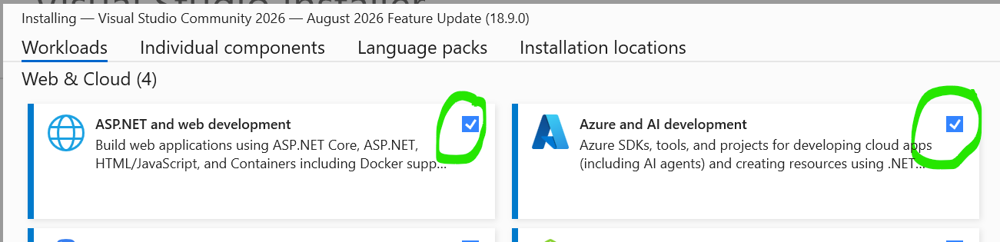 Visual Studio Installer
Installing — Visual Studio Community 2026 — August 2026 Feature Update (18.9.0)
Workloads Individual components Language packs Installation locations
Web & Cloud (4)
ASP.NET and web development
Build web applications using ASP.NET Core, ASP.NET,
HTML/JavaScript, and Containers including Docker supp...
Azure and AI development
Azure SDKs, tools, and projects for developing cloud apps
(including AI agents) and creating resources using .NET...